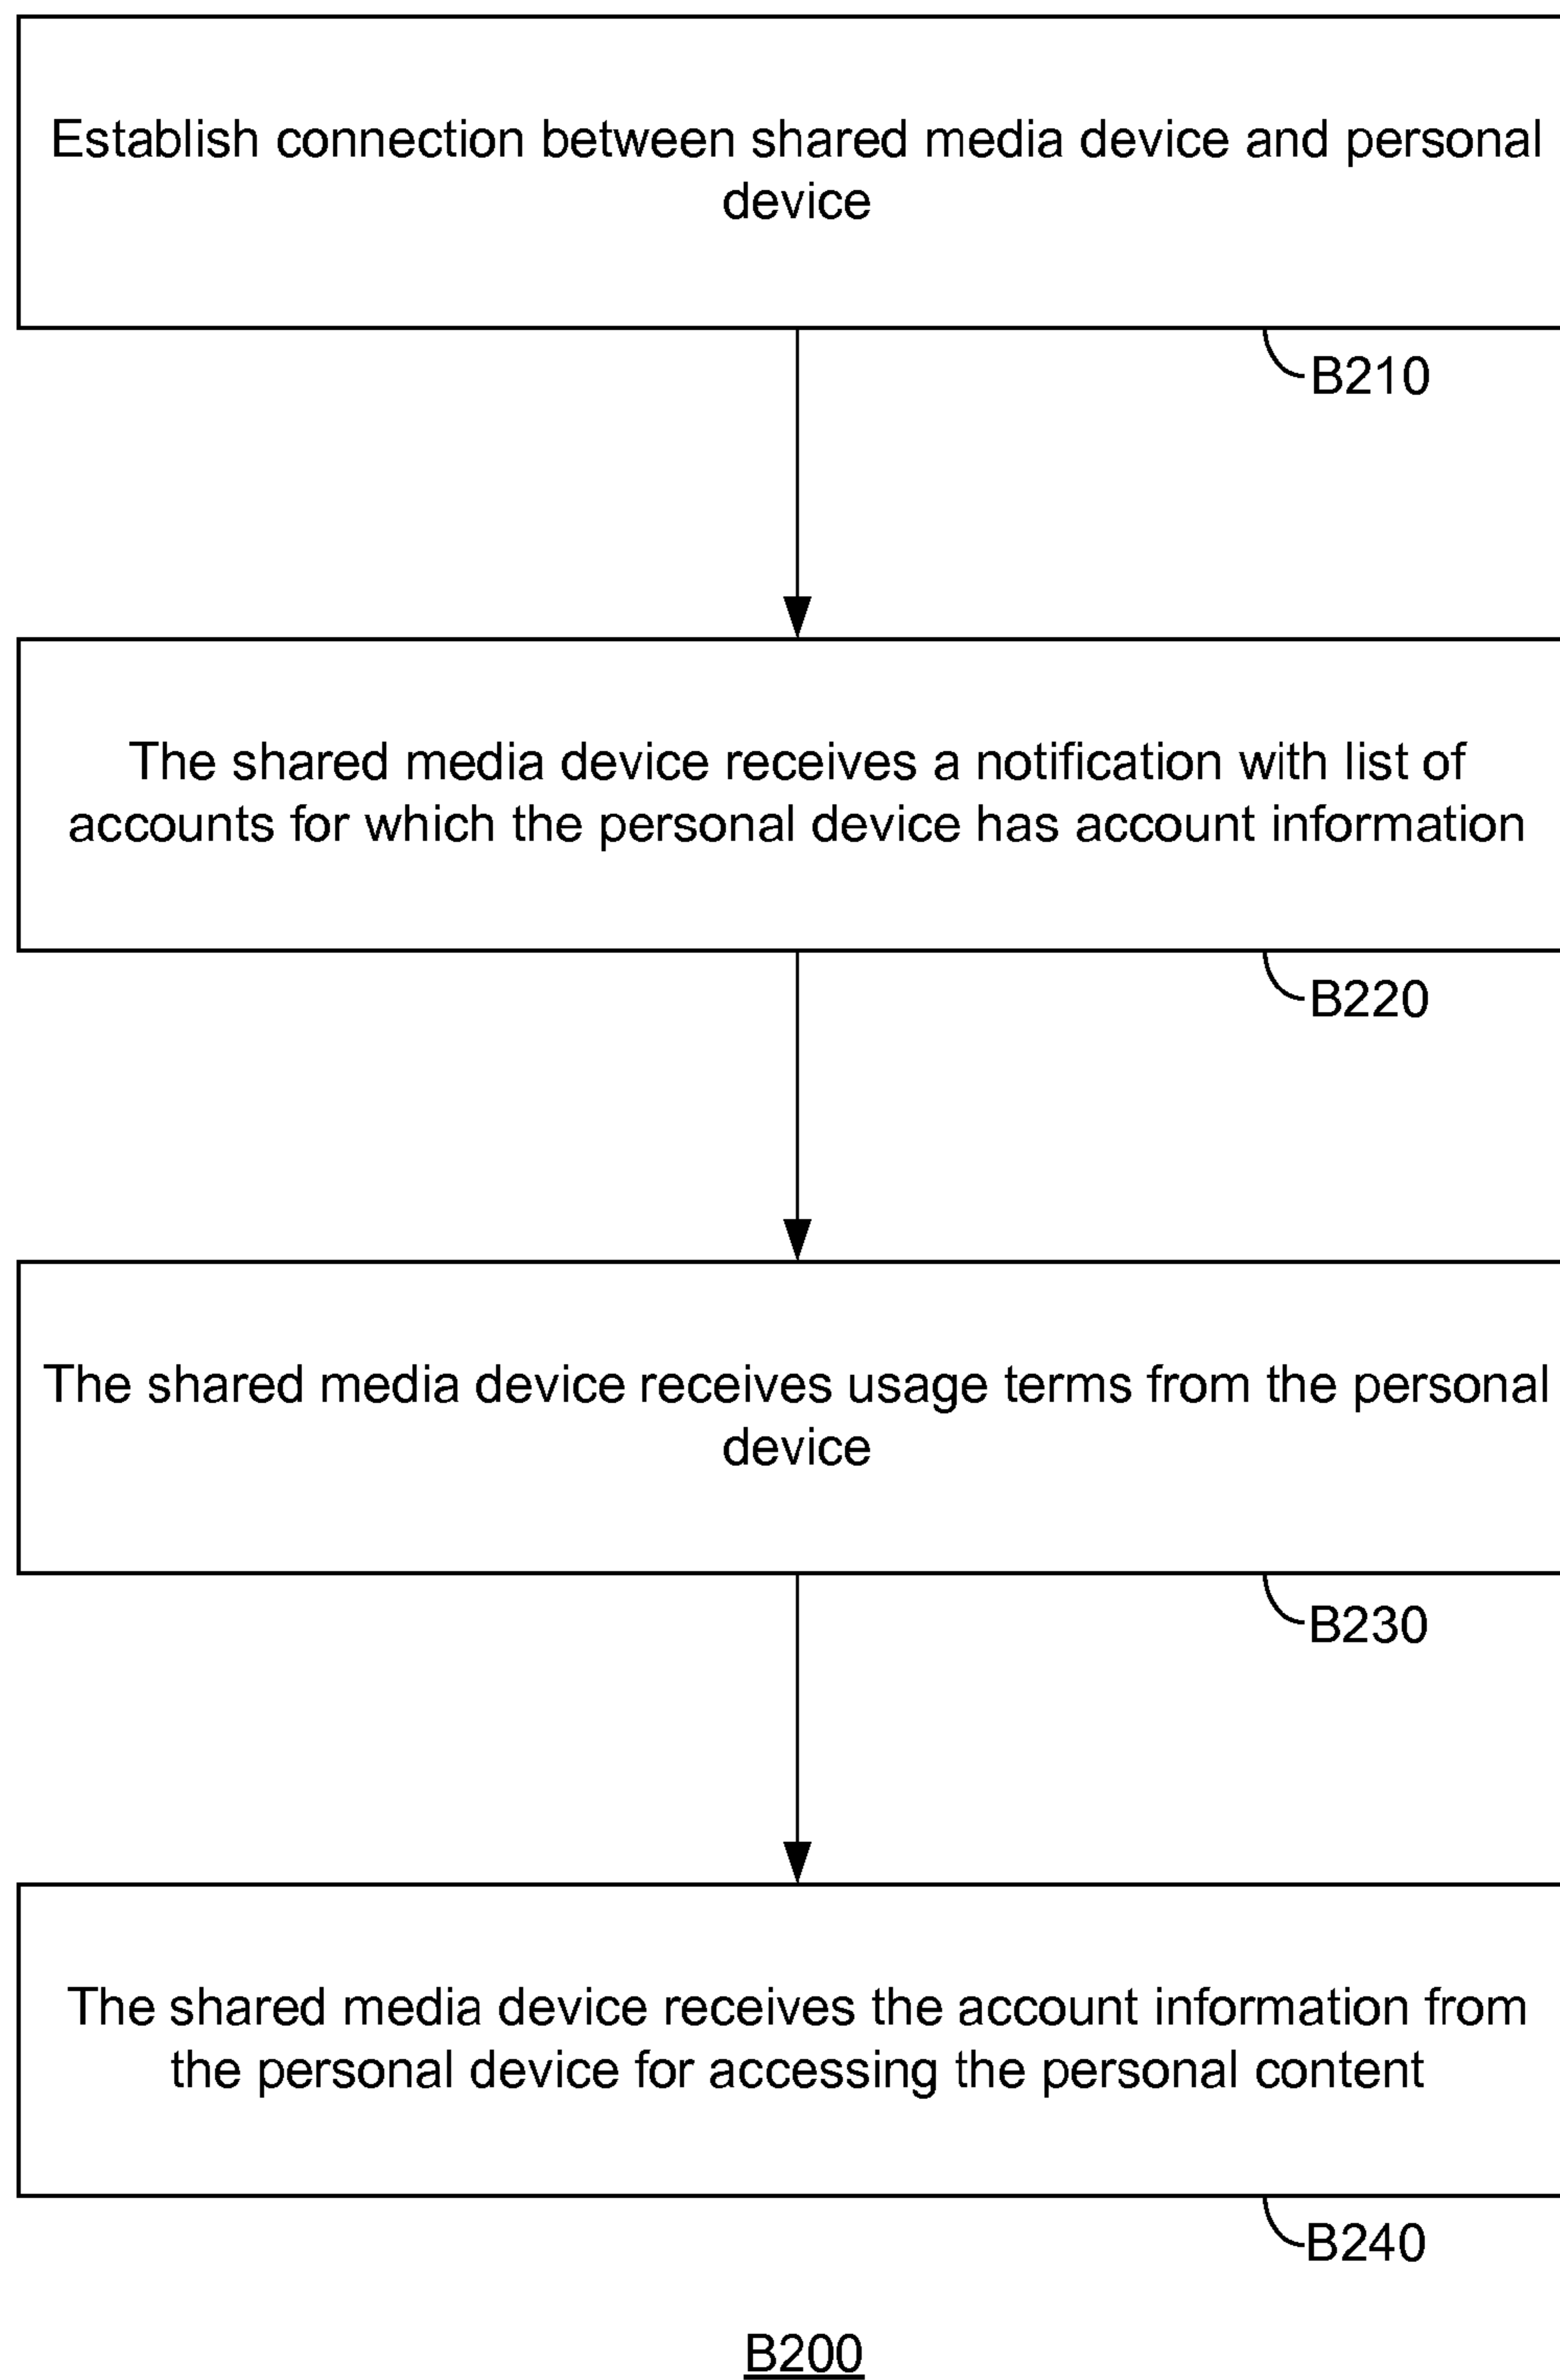 Establish connection between shared media device and personal
device
B210
The shared media device receives a notification with list of
accounts for which the personal device has account information
B220
The shared media device receives usage terms from the personal
device
B230
The shared media device receives the account information from
the personal device for accessing the personal content
B240
B200